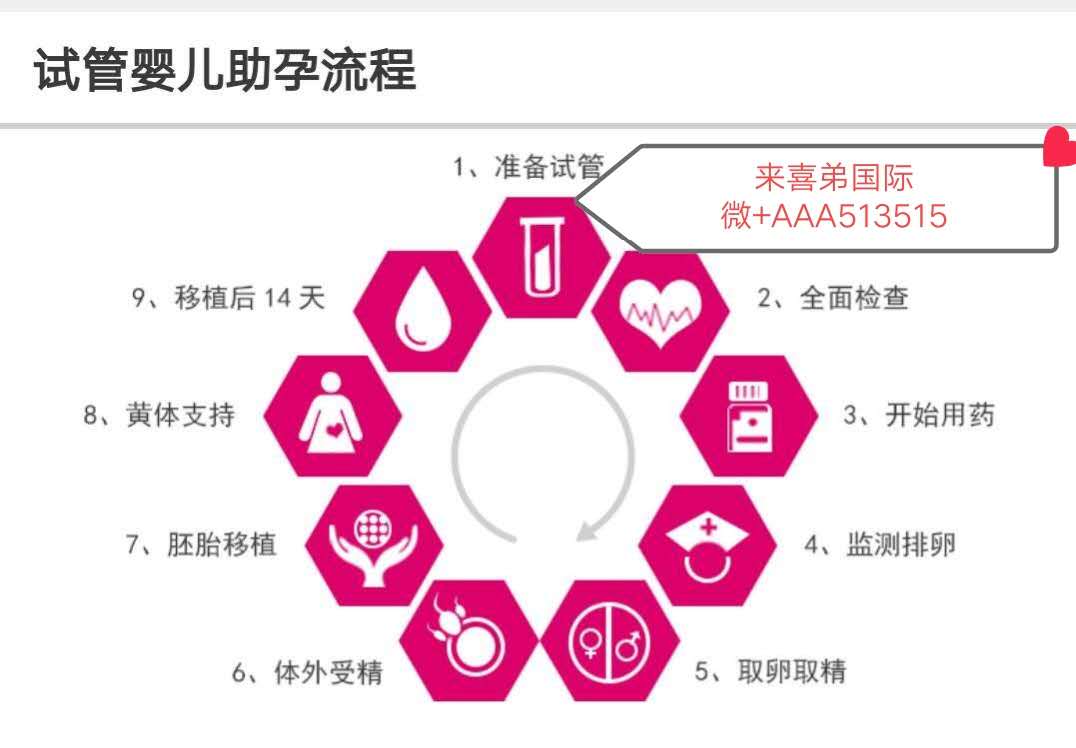 试管婴儿助孕流程
1、准备试管
来喜弟国际
微+AAA513515
2、全面检查
3、开始用药
4、监测排卵
5、取卵取精
6、体外受精
7、胚胎移植
8、黄体支持
9、移植后 14 天